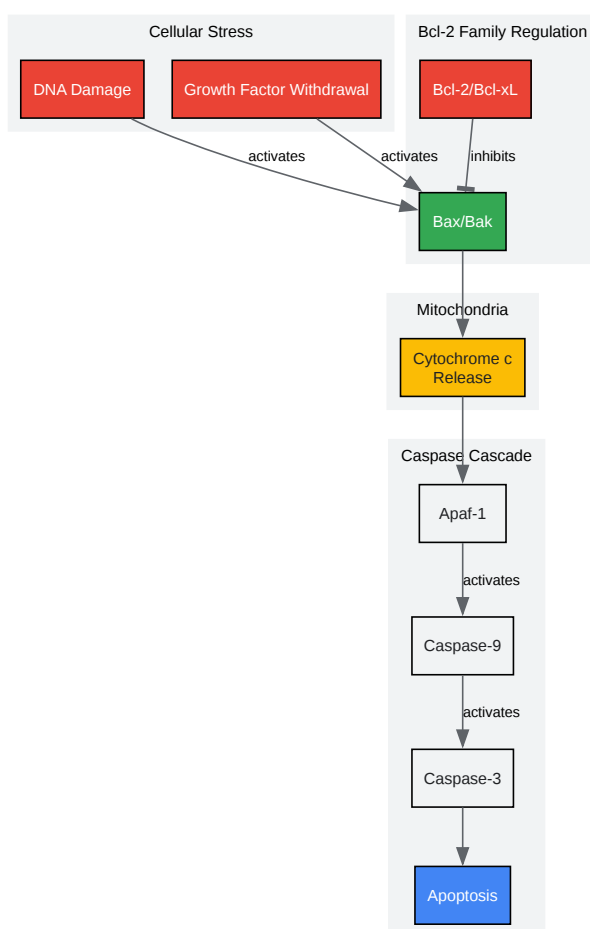 Cellular Stress
Bcl-2 Family Regulation
DNA Damage
Growth Factor Withdrawal
Bcl-2/Bcl-xL
activates
activates
inhibits
Bax/Bak
Mitochondria
Cytochrome c
Release
Caspase Cascade
Apaf-1
activates
Caspase-9
activates
Caspase-3
Apoptosis